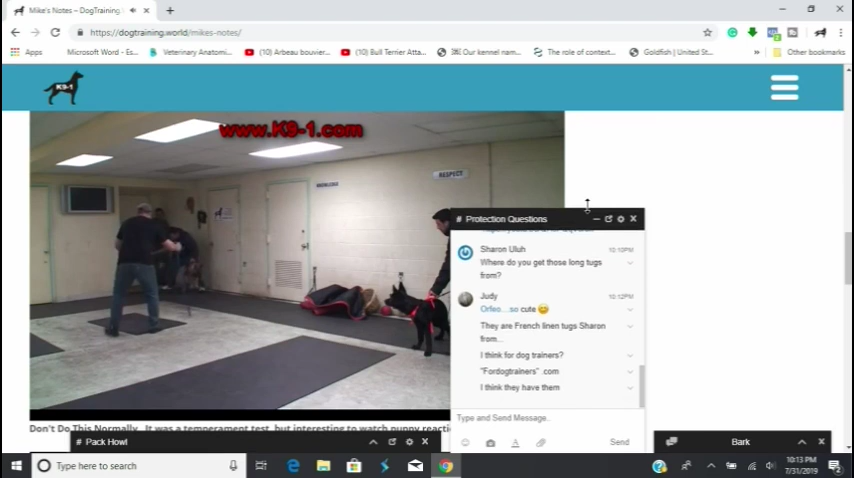 Mike's Notes – DogTraining.
https://dogtraining.world/mikes-notes/
Apps
Microsoft Word - Es...
Veterinary Anatomi...
(10) Arbeau bouvier...
(10) Bull Terrier Atta...
Our kennel nam...
The role of context...
Goldfish | United St...
»
Other bookmarks
K9-1
www.K9-1.com
RESPECT
# Protection Questions
Sharon Uluh
10:10PM
Where do you get those long tugs
from?
Judy
10:12PM
Orfeo...so cute
They are French linen tugs Sharon
from...
I think for dog trainers?
"Fordogtrainers" .com
I think they have them
Type and Send Message..
Send
Don't Do This Normally. It was a temperament test, but interesting to watch puppy reacti
# Pack Howl
Bark
Type here to search
10:13 PM
7/31/2019
2